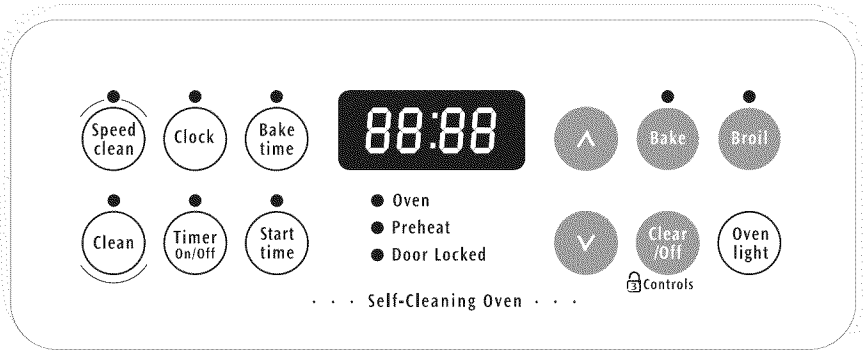 Speed
clean
Clock
Bake
time
88:88
Bake
Broil
Clean
Timer
On/Off
Start
time
Oven
Preheat
Door Locked
Clear
/Off
3 Controls
Oven
light
· · · Self-Cleaning Oven · · ·